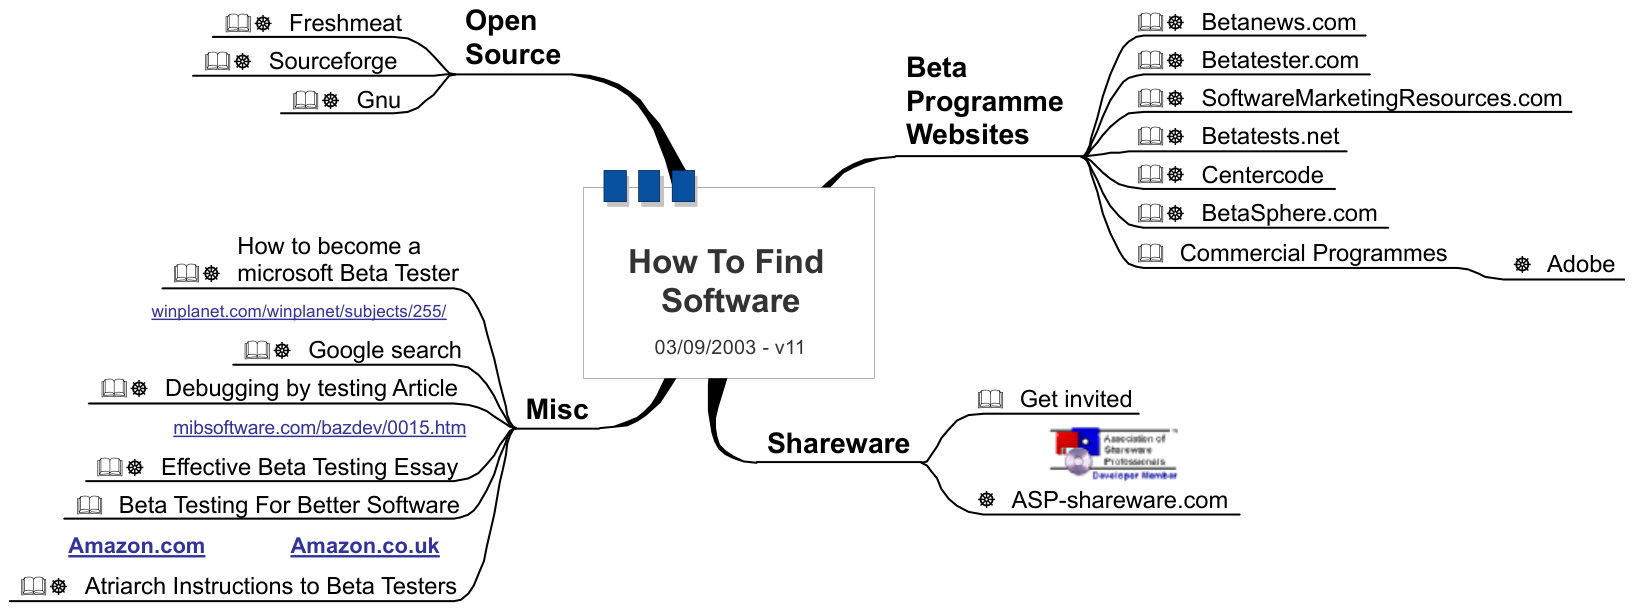 How To Find
Software
03/09/2003 - v11
Open
Source
Freshmeat
Sourceforge
Gnu
Beta
Programme
Websites
Betanews.com
Betatester.com
SoftwareMarketingResources.com
Betatests.net
Centercode
BetaSphere.com
Commercial Programmes
Adobe
Misc
How to become a
microsoft Beta Tester
winplanet.com/winplanet/subjects/255/
Google search
Debugging by testing Article
mibsoftware.com/bazdev/0015.htm
Effective Beta Testing Essay
Beta Testing For Better Software
Amazon.com Amazon.co.uk
Atriarch Instructions to Beta Testers
Shareware
Get invited
Association of
Shareware
Professionals
Developer Member
ASP-shareware.com